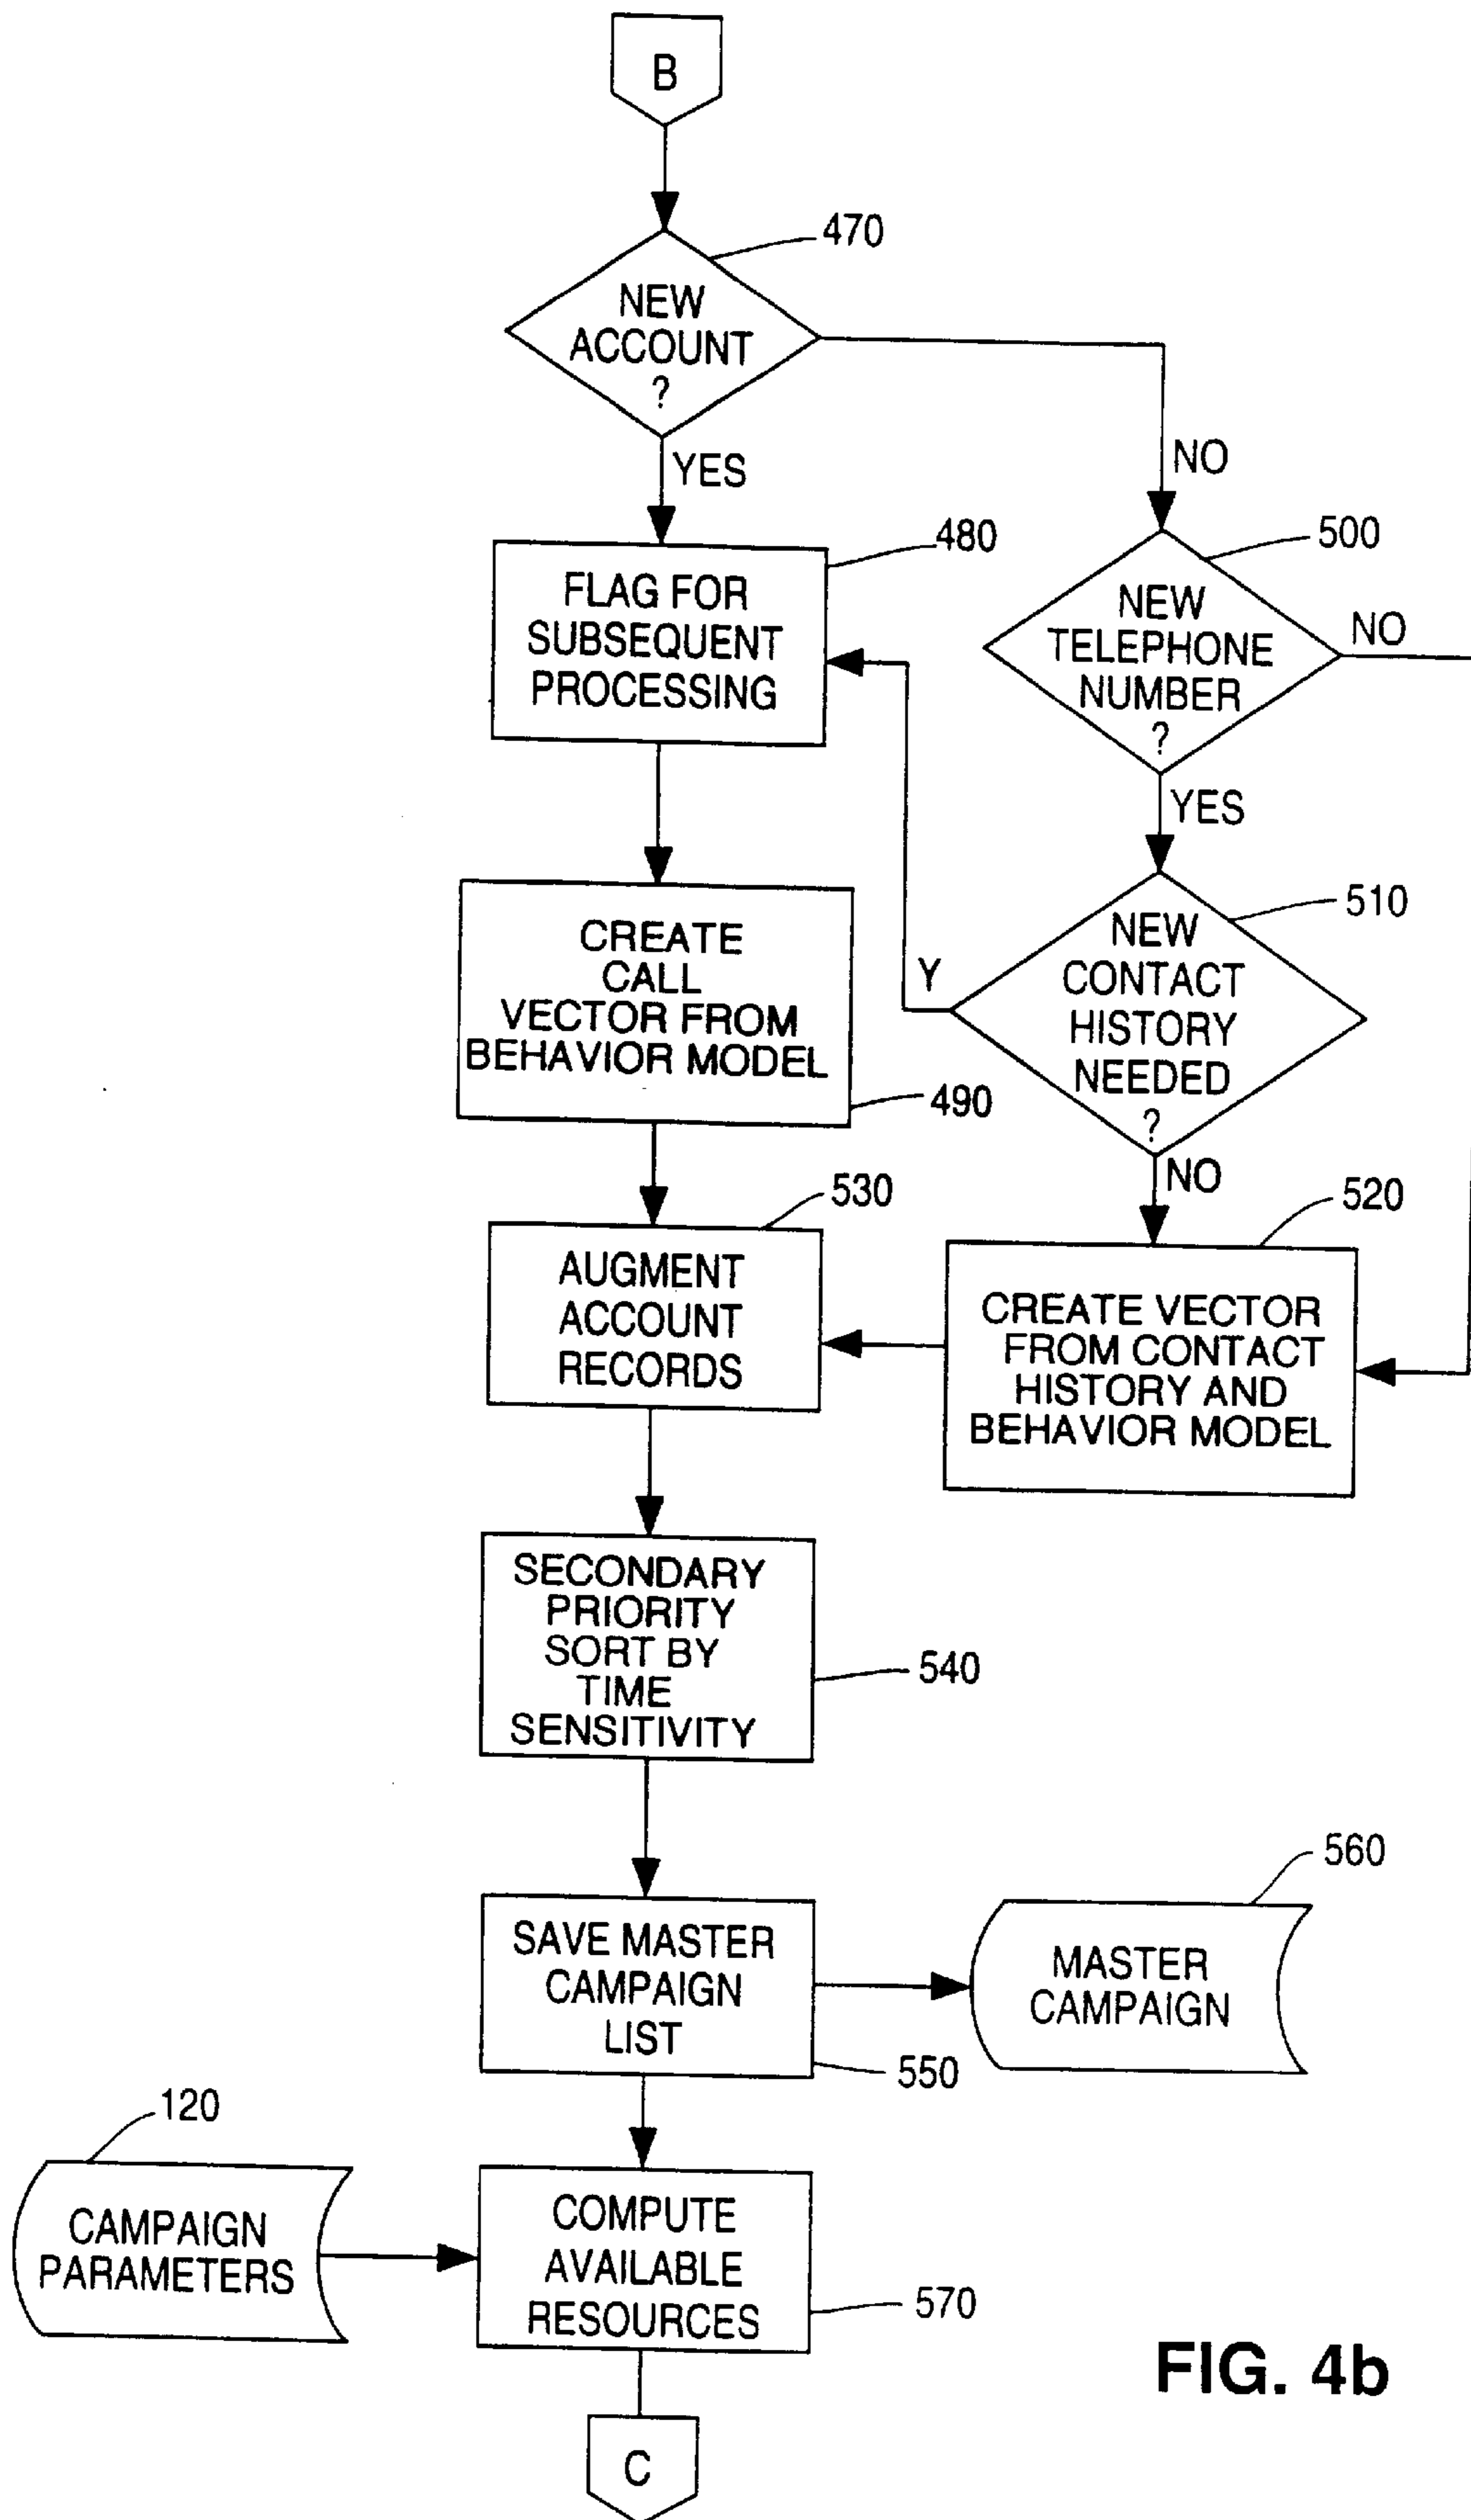 B
470
NEW
ACCOUNT
?
YES
NO
480
FLAG FOR
SUBSEQUENT
PROCESSING
500
NEW
TELEPHONE
NUMBER
?
NO
YES
510
NEW
CONTACT
HISTORY
NEEDED
?
Y
NO
CREATE
CALL
VECTOR FROM
BEHAVIOR MODEL
490
530
AUGMENT
ACCOUNT
RECORDS
520
CREATE VECTOR
FROM CONTACT
HISTORY AND
BEHAVIOR MODEL
SECONDARY
PRIORITY
SORT BY
TIME
SENSITIVITY
540
SAVE MASTER
CAMPAIGN
LIST
550
560
MASTER
CAMPAIGN
120
CAMPAIGN
PARAMETERS
COMPUTE
AVAILABLE
RESOURCES
570
C
FIG. 4b